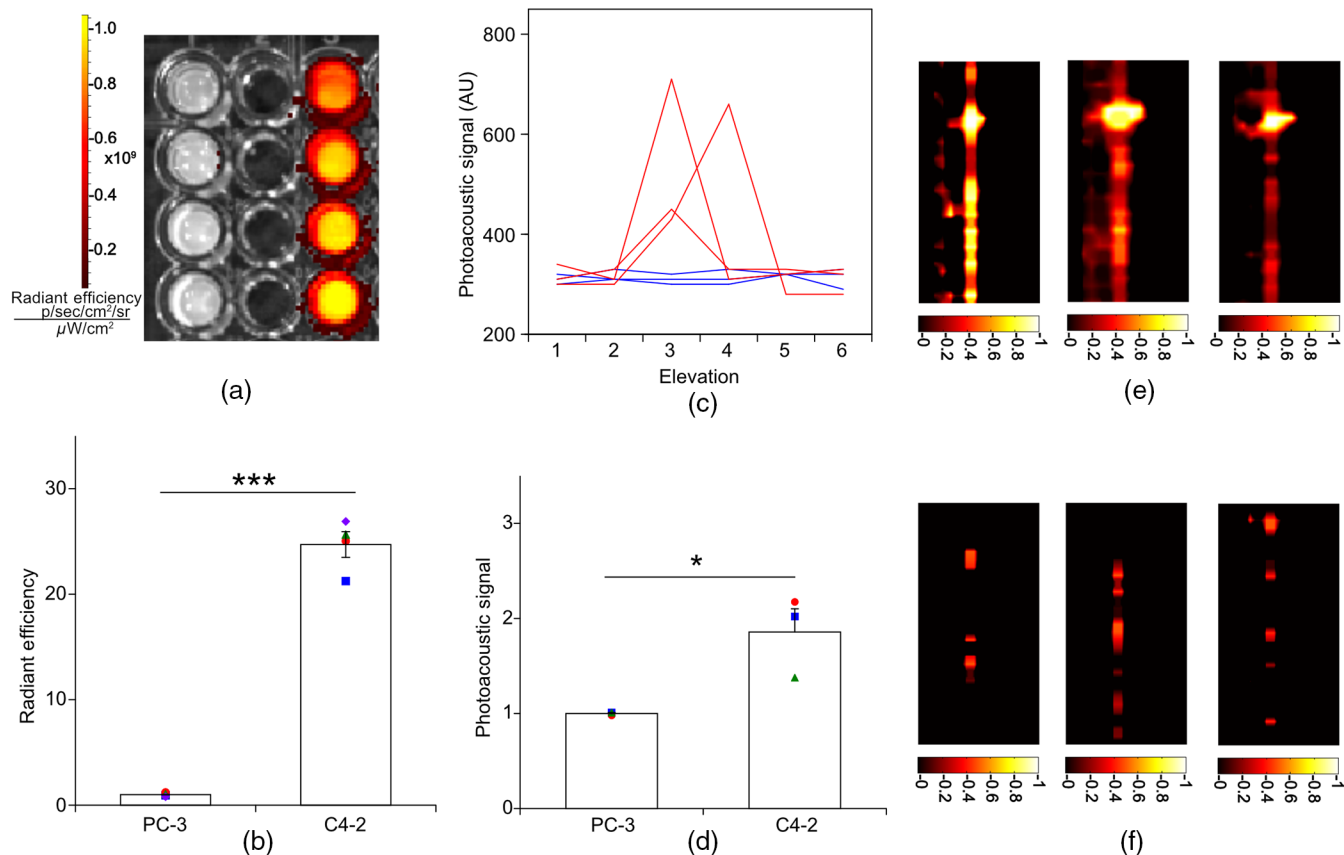 1 2 3
-1.0
-0.8
-0.6
x10⁹
-0.4
-0.2
Radiant efficiency
p/sec/cm²/sr
µW/cm²
(a)
800
600
400
200
Photoacoustic signal (AU)
1 2 3 4 5 6
Elevation
(c)
-0 -0.2 -0.4 -0.6 -0.8 -1
-0 -0.2 -0.4 -0.6 -0.8 -1
-0 -0.2 -0.4 -0.6 -0.8 -1
(e)
30
20
10
0
Radiant efficiency
***
PC-3 C4-2
(b)
3
2
1
0
Photoacoustic signal
*
PC-3 C4-2
(d)
-0 -0.2 -0.4 -0.6 -0.8 -1
-0 -0.2 -0.4 -0.6 -0.8 -1
-0 -0.2 -0.4 -0.6 -0.8 -1
(f)